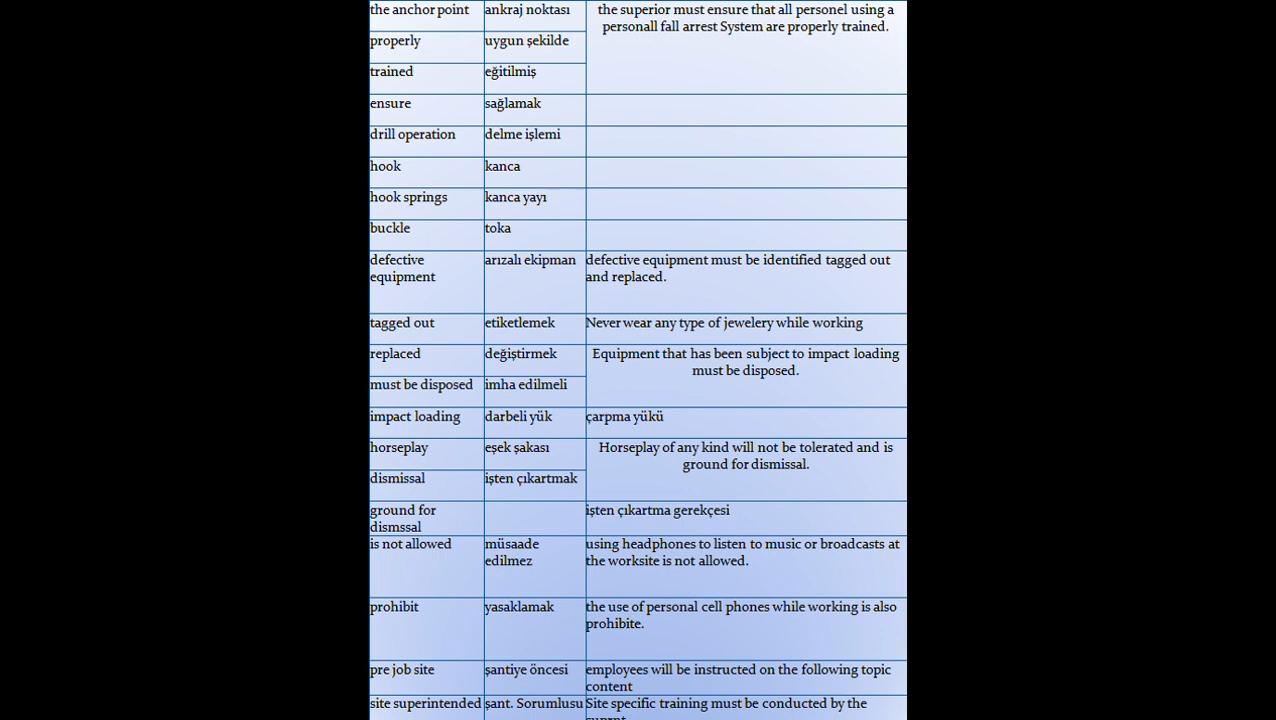 the anchor point ankraj noktası the superior must ensure that all personel using a
personall fall arrest System are properly trained.
properly uygun şekilde
trained eğitilmiş
ensure sağlamak
drill operation delme işlemi
hook kanca
hook springs kanca yayı
buckle toka
defective arızalı ekipman defective equipment must be identified tagged out
equipment and replaced.
tagged out etiketlemek Never wear any type of jewelery while working
replaced değiştirmek Equipment that has been subject to impact loading
must be disposed.
must be disposed imha edilmeli
impact loading darbeli yük çarpma yükü
horseplay eşek şakası Horseplay of any kind will not be tolerated and is
ground for dismissal.
dismissal işten çıkartmak
ground for işten çıkartma gerekçesi
dismssal
is not allowed müsaade using headphones to listen to music or broadcasts at
edilmez the worksite is not allowed.
prohibit yasaklamak the use of personal cell phones while working is also
prohibite.
pre job site şantiye öncesi employees will be instructed on the following topic
content
site superintended şant. Sorumlusu Site specific training must be conducted by the